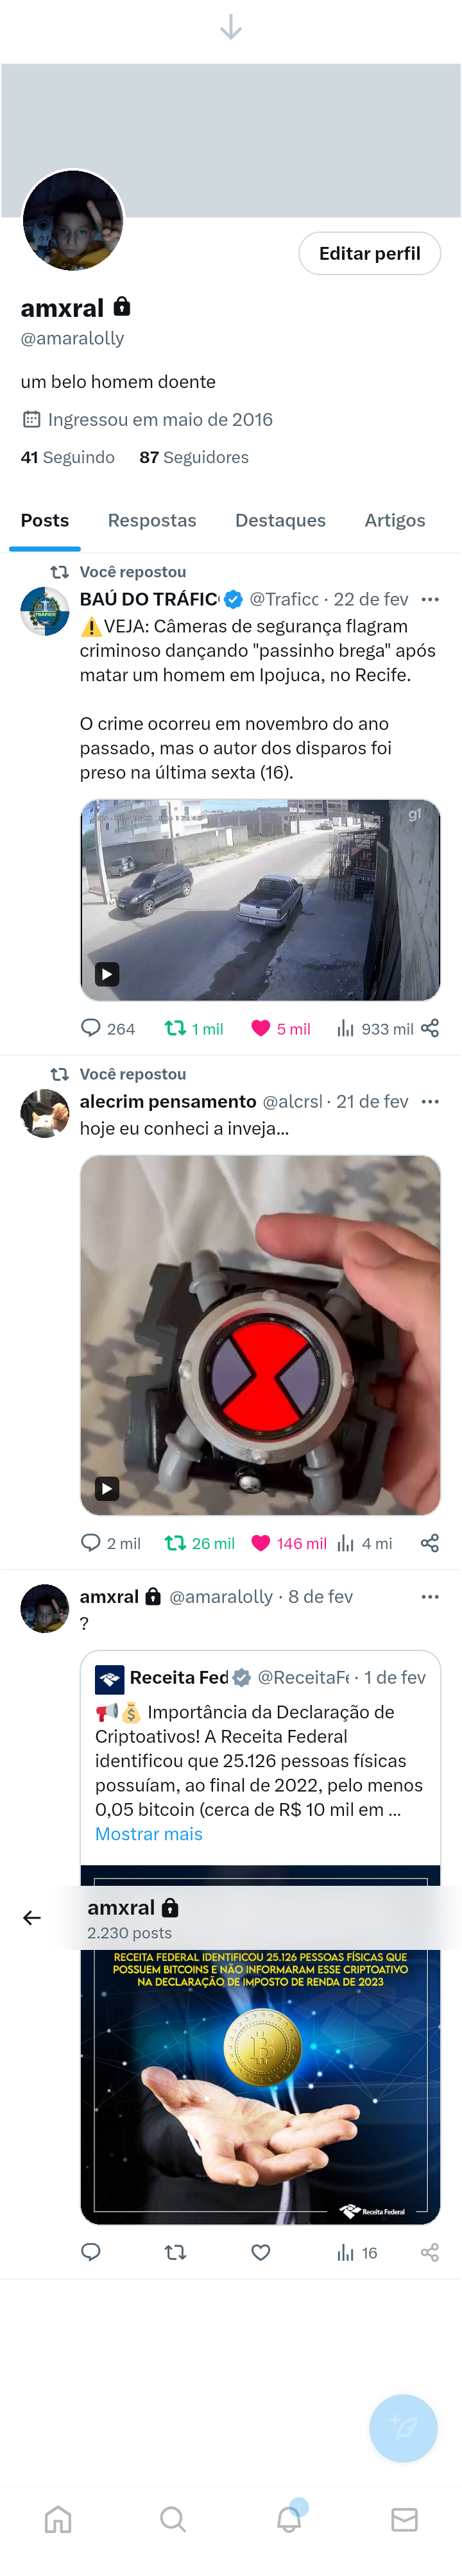 Editar perfil
amxral
@amaralolly
um belo homem doente
Ingressou em maio de 2016
41 Seguindo 87 Seguidores
Posts Respostas Destaques Artigos
Você repostou
BAÚ DO TRÁFIC @Trafico · 22 de fev
⚠️VEJA: Câmeras de segurança flagram
criminoso dançando "passinho brega" após
matar um homem em Ipojuca, no Recife.
O crime ocorreu em novembro do ano
passado, mas o autor dos disparos foi
preso na última sexta (16).
g1
264 1 mil 5 mil 933 mil
Você repostou
alecrim pensamento @alcrsl · 21 de fev
hoje eu conheci a inveja...
2 mil 26 mil 146 mil 4 mi
amxral @amaralolly · 8 de fev
?
Receita Fed @ReceitaFe · 1 de fev
📢💰 Importância da Declaração de
Criptoativos! A Receita Federal
identificou que 25.126 pessoas físicas
possuíam, ao final de 2022, pelo menos
0,05 bitcoin (cerca de R$ 10 mil em ...
Mostrar mais
amxral
2.230 posts
RECEITA FEDERAL IDENTIFICOU 25.126 PESSOAS FÍSICAS QUE
POSSUEM BITCOINS E NÃO INFORMARAM ESSE CRIPTOATIVO
NA DECLARAÇÃO DE IMPOSTO DE RENDA DE 2023
Receita Federal
16